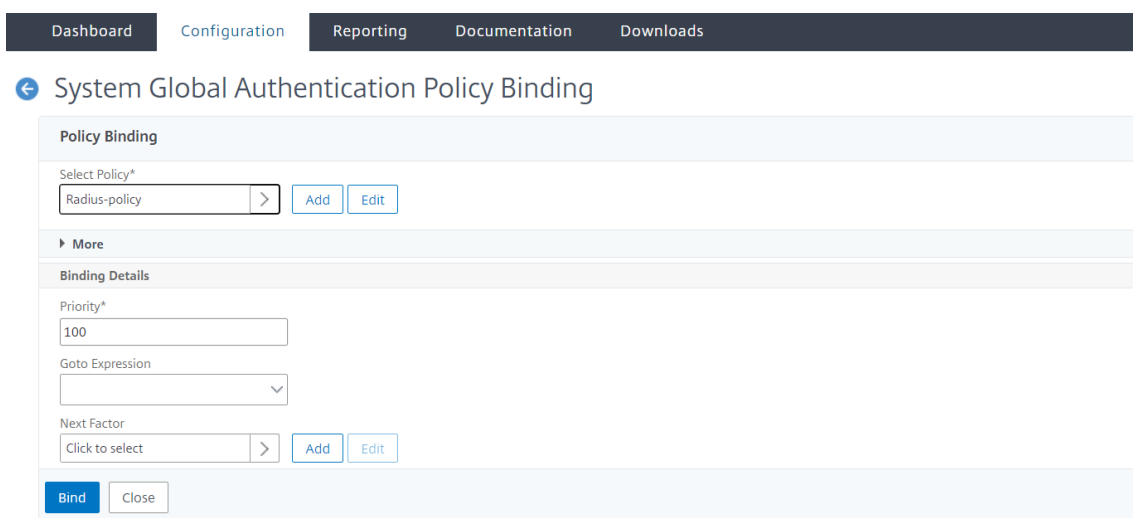 Dashboard Configuration Reporting Documentation Downloads
System Global Authentication Policy Binding
Policy Binding
Select Policy*
Radius-policy Add Edit
More
Binding Details
Priority*
100
Goto Expression
Next Factor
Click to select Add Edit
Bind Close